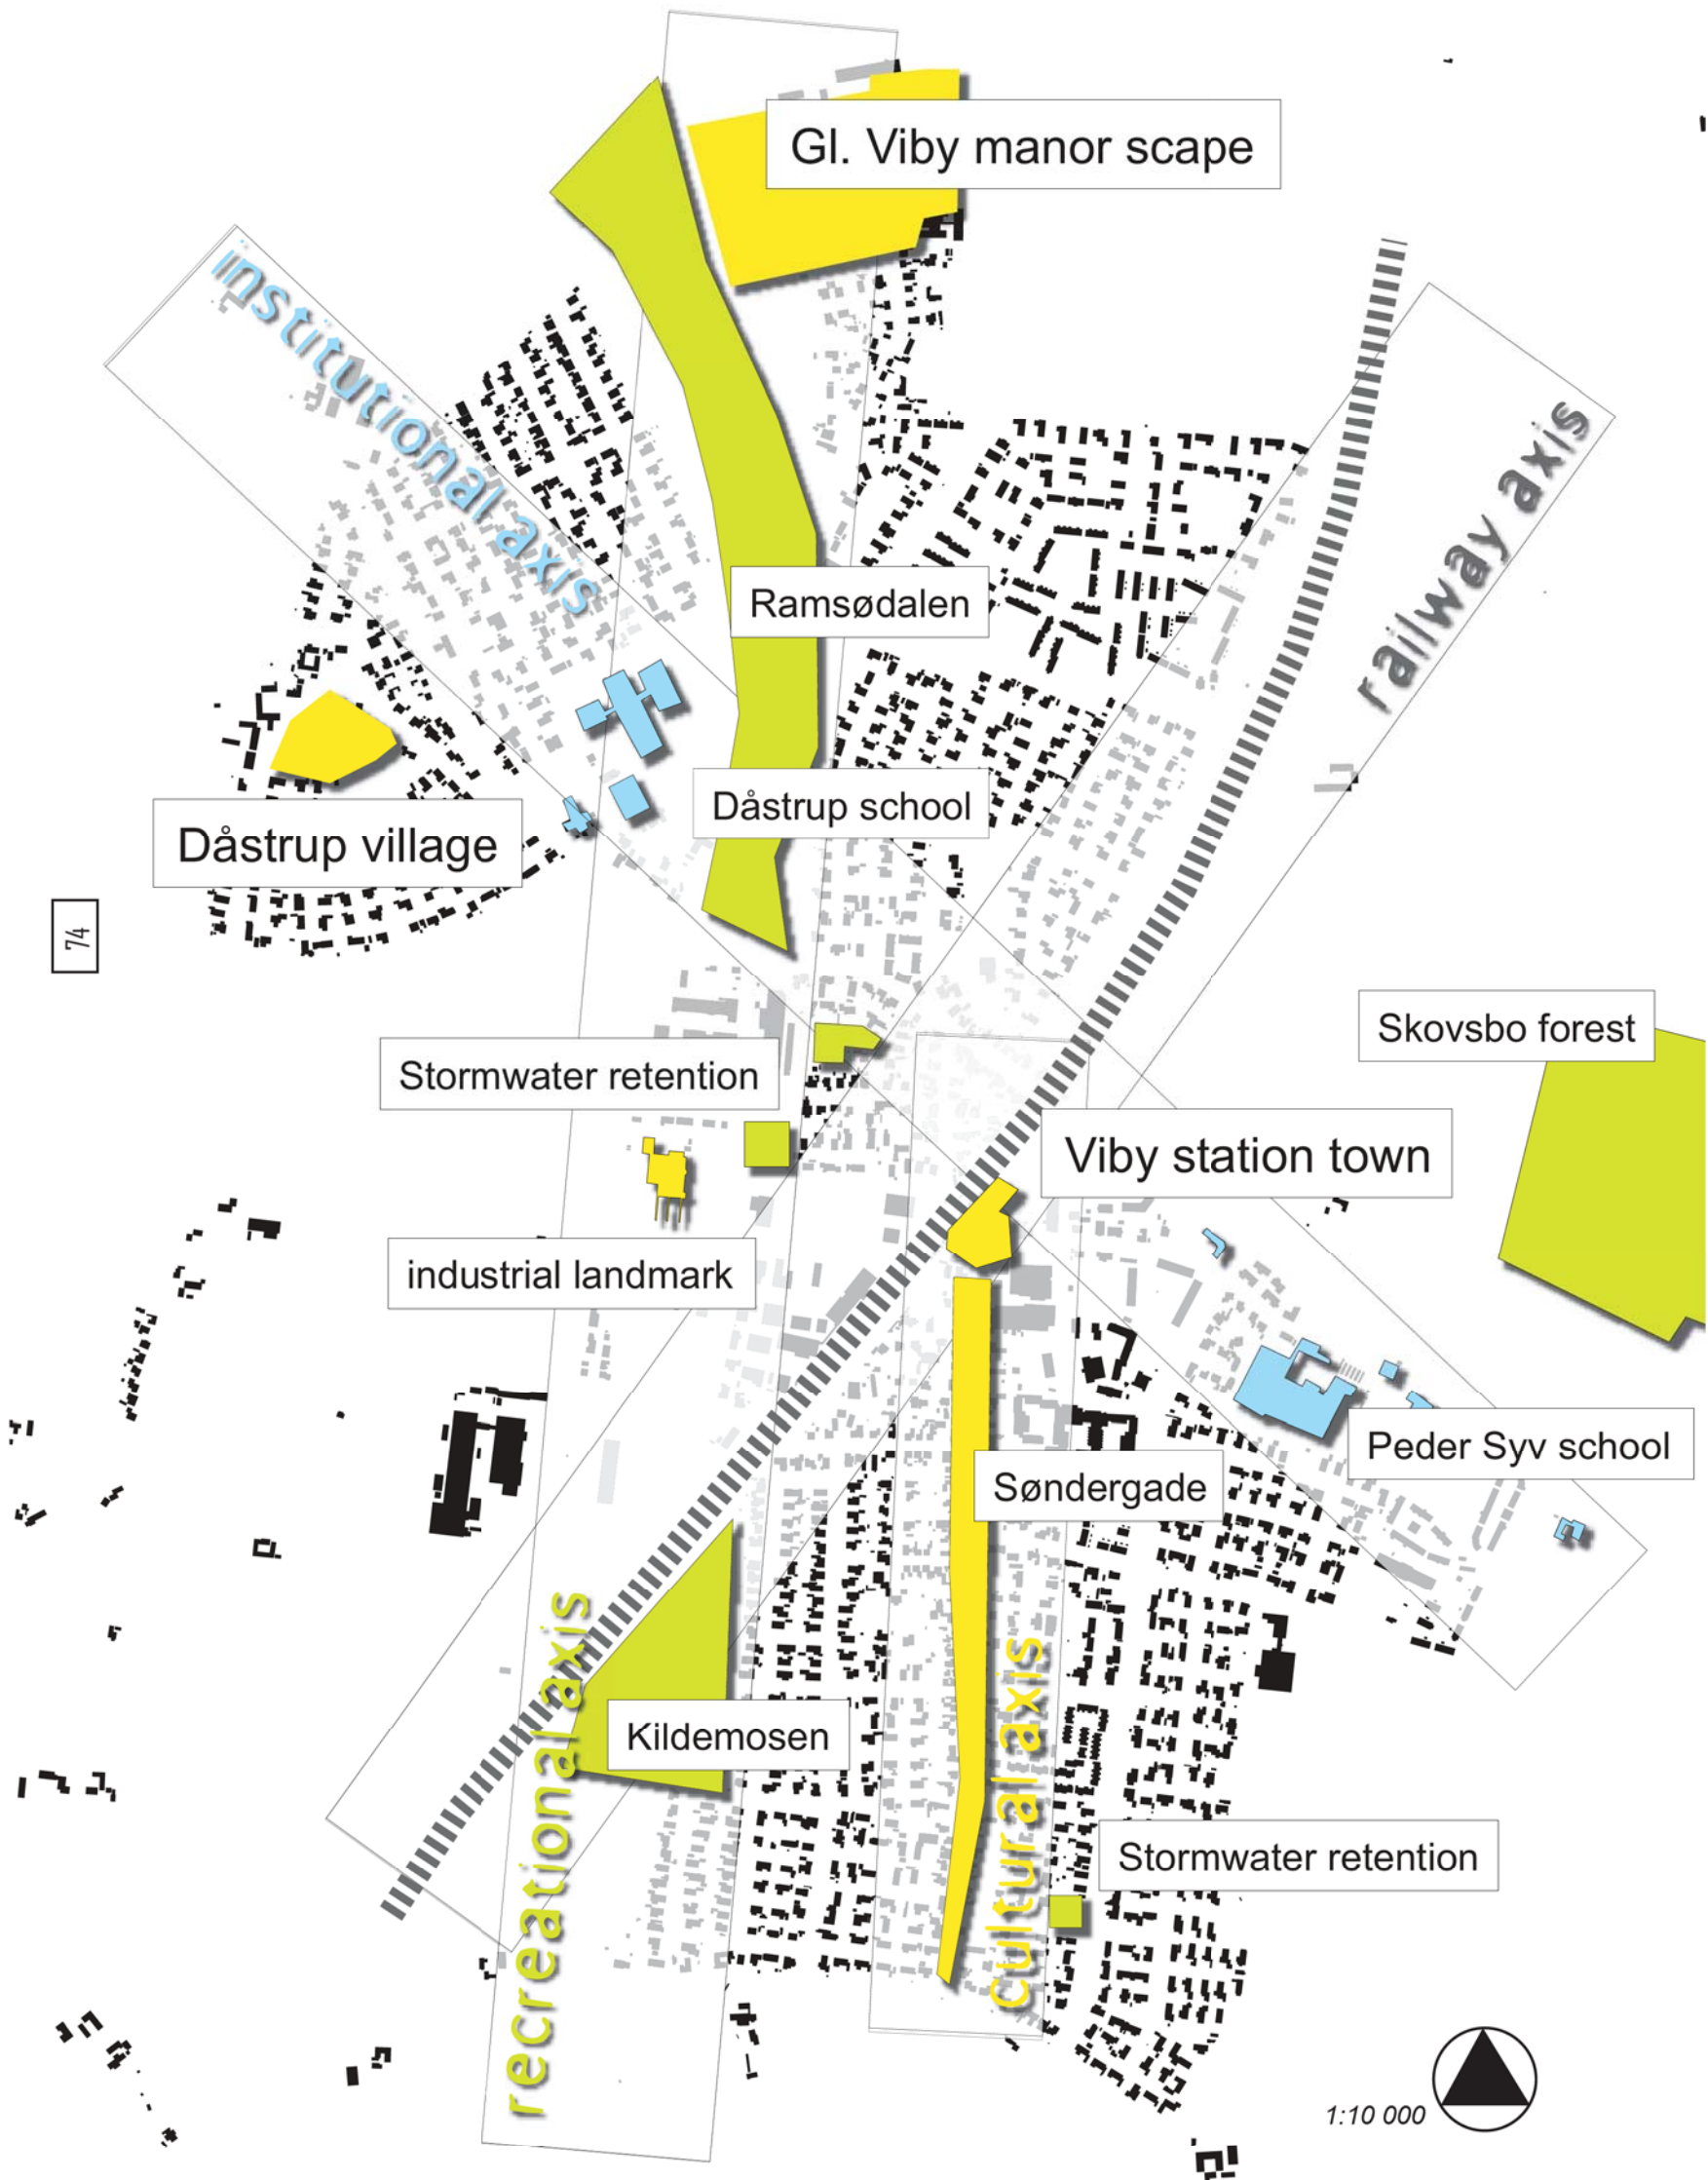 Gl. Viby manor scape
institutional axis
railway axis
Ramsødalen
Dåstrup school
Dåstrup village
74
Skovsbo forest
Stormwater retention
Viby station town
industrial landmark
Peder Syv school
Søndergade
recreational axis
Kildemosen
cultural axis
Stormwater retention
1:10 000